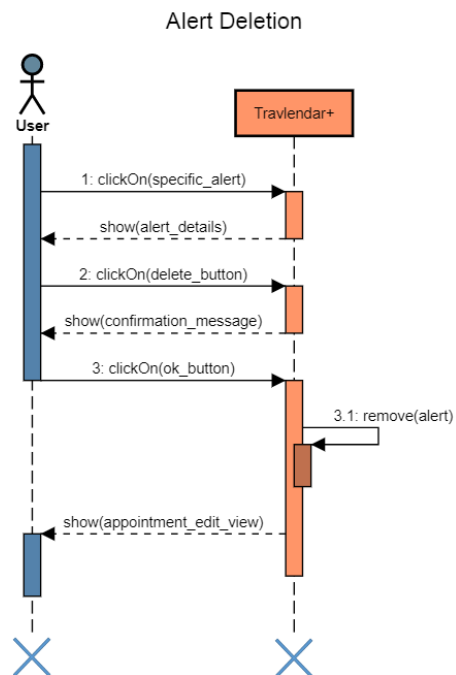 Alert Deletion
User
Travlendar+
1: clickOn(specific_alert)
show(alert_details)
2: clickOn(delete_button)
show(confirmation_message)
3: clickOn(ok_button)
3.1: remove(alert)
show(appointment_edit_view)